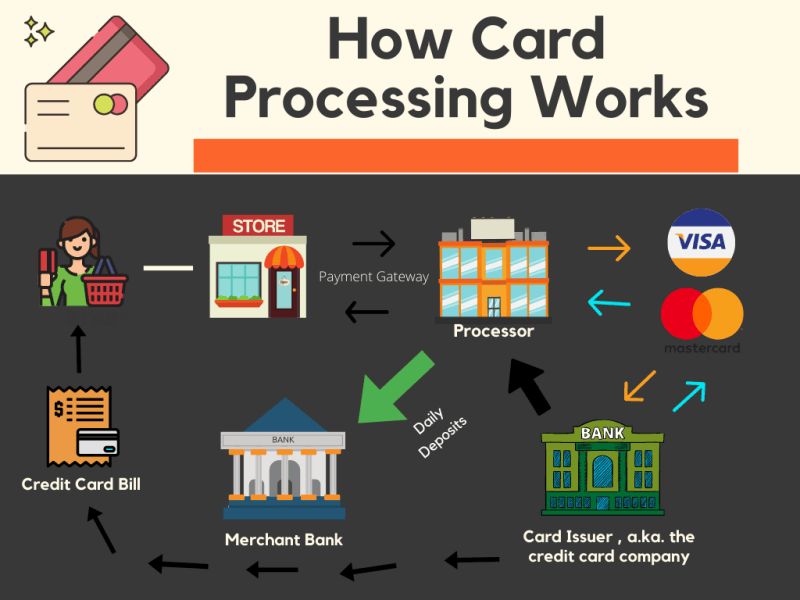 How Card
Processing Works
STORE
Payment Gateway
Processor
VISA
mastercard
$
Credit Card Bill
BANK
Merchant Bank
Daily
Deposits
BANK
Card Issuer , a.ka. the
credit card company